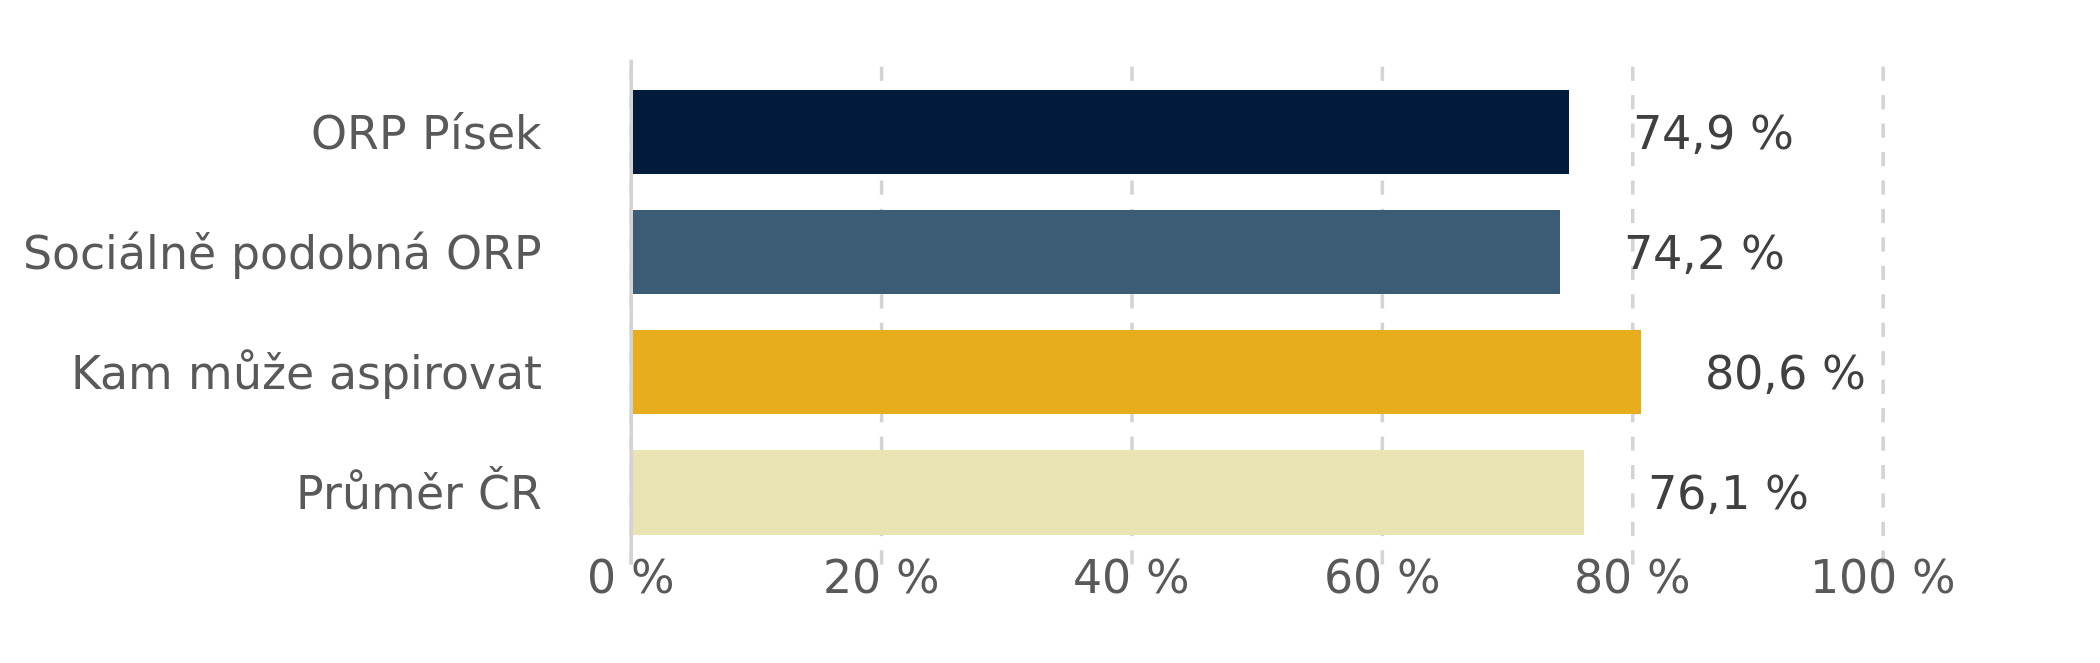 ORP Písek 74,9 %
Sociálně podobná ORP 74,2 %
Kam může aspirovat 80,6 %
Průměr ČR 76,1 %
0 % 20 % 40 % 60 % 80 % 100 %